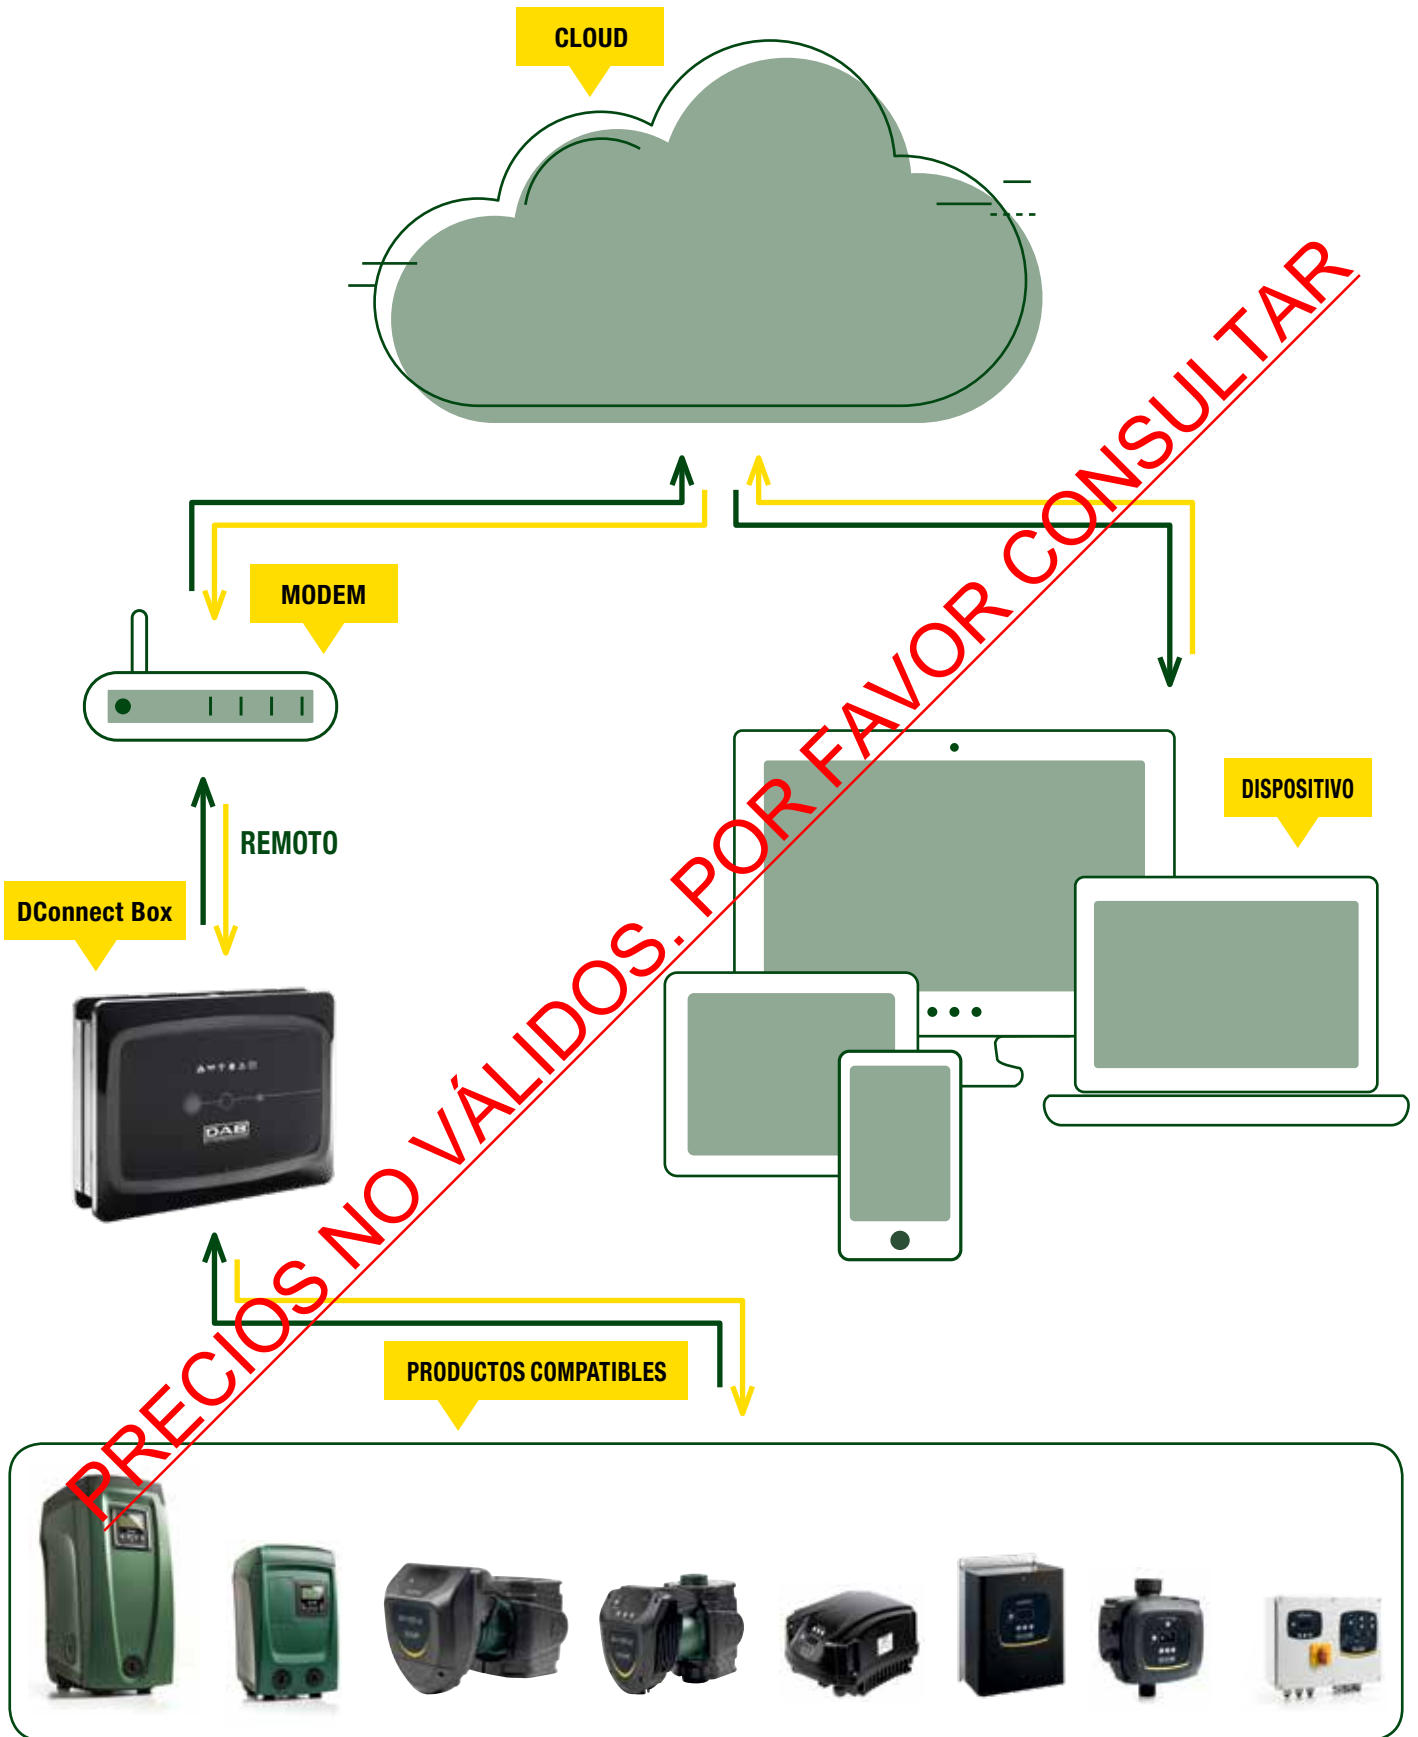 CLOUD
MODEM
REMOTO
DISPOSITIVO
DConnect Box
DAB
PRODUCTOS COMPATIBLES
PRECIOS NO VÁLIDOS. POR FAVOR CONSULTAR